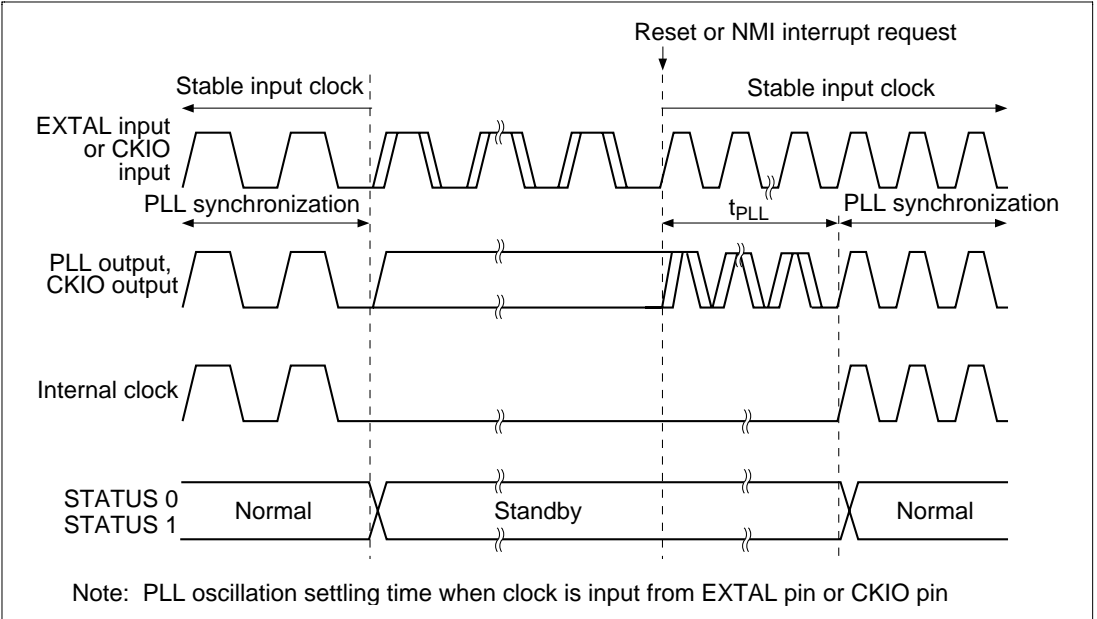 Reset or NMI interrupt request
Stable input clock
Stable input clock
EXTAL input
or CKIO
input
PLL synchronization
tPLL
PLL synchronization
PLL output,
CKIO output
Internal clock
STATUS 0
STATUS 1
Normal
Standby
Normal
Note: PLL oscillation settling time when clock is input from EXTAL pin or CKIO pin